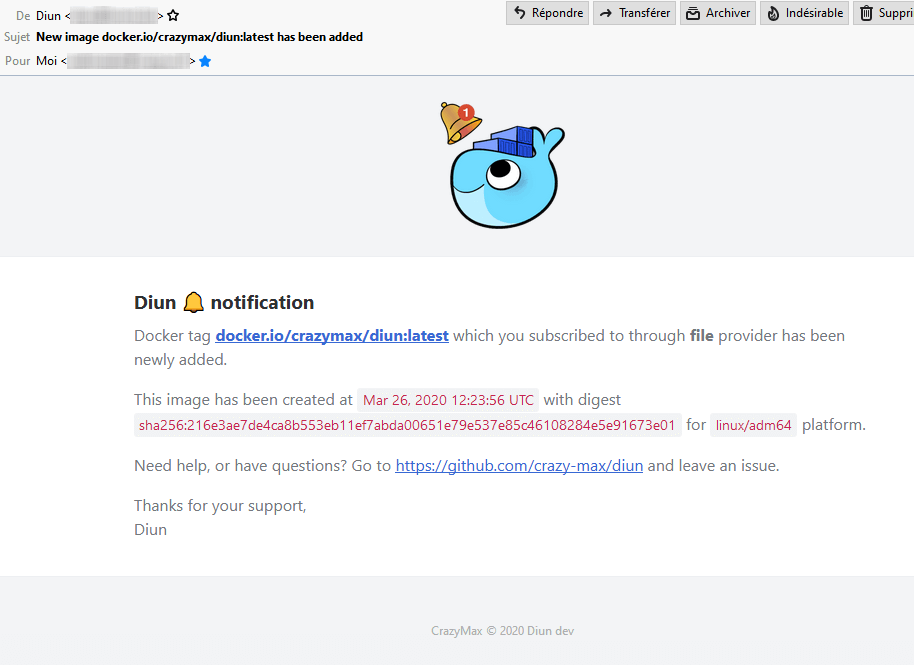 De Diun < >
Répondre Transférer Archiver Indésirable Suppri
Sujet New image docker.io/crazymax/diun:latest has been added
Pour Moi < >
1
Diun 🔔 notification
Docker tag docker.io/crazymax/diun:latest which you subscribed to through file provider has been
newly added.
This image has been created at Mar 26, 2020 12:23:56 UTC with digest
sha256:216e3ae7de4ca8b553eb11ef7abda00651e79e537e85c46108284e5e91673e01 for linux/adm64 platform.
Need help, or have questions? Go to https://github.com/crazy-max/diun and leave an issue.
Thanks for your support,
Diun
CrazyMax © 2020 Diun dev